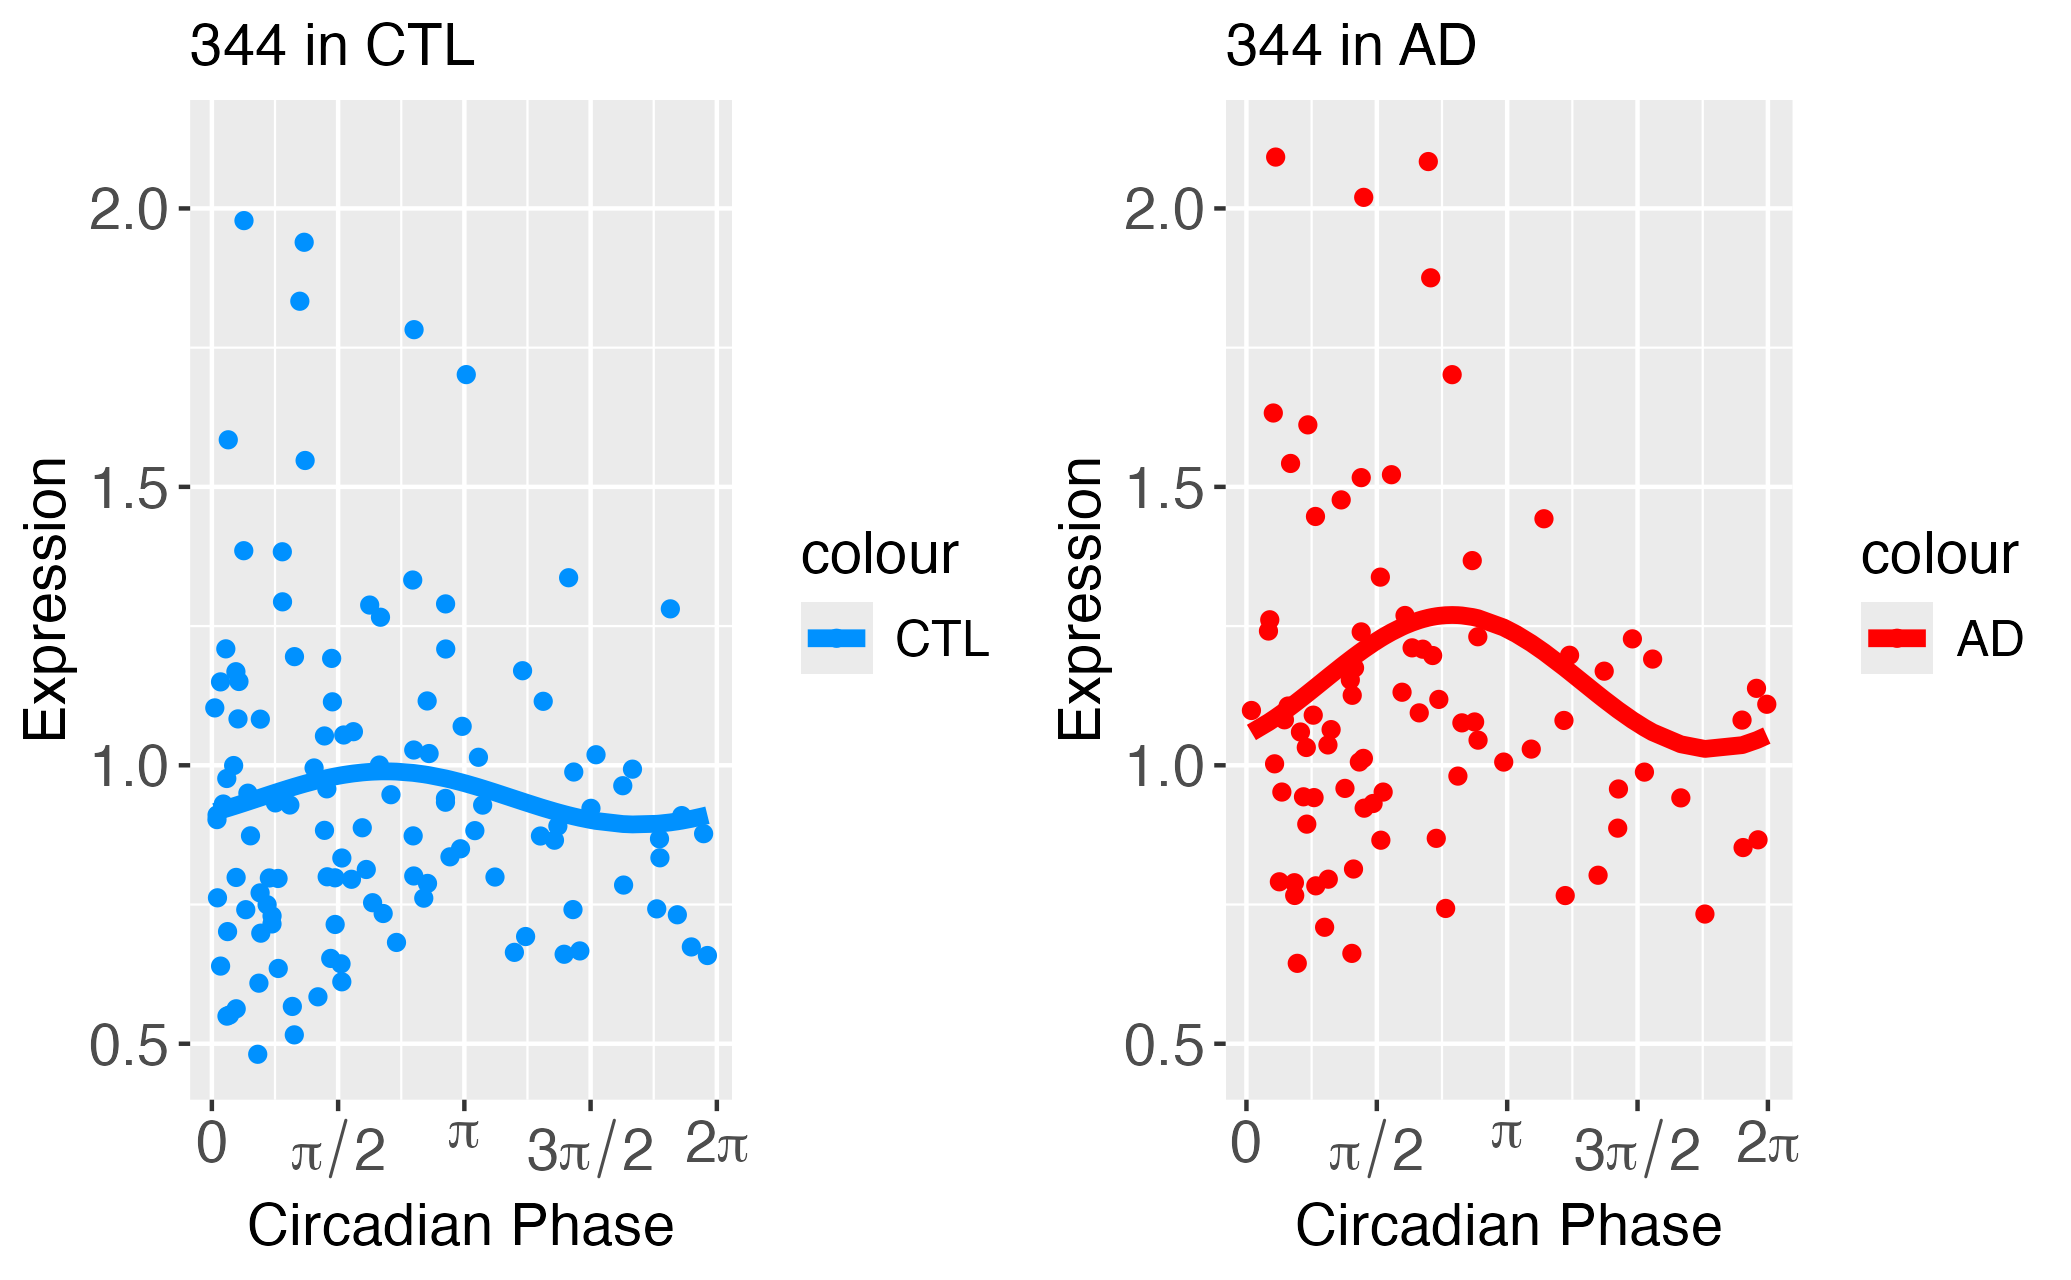 344 in CTL
2.0
1.5
1.0
0.5
Expression
0 π/2 π 3π/2 2π
Circadian Phase
colour
CTL
344 in AD
2.0
1.5
1.0
0.5
Expression
0 π/2 π 3π/2 2π
Circadian Phase
colour
AD